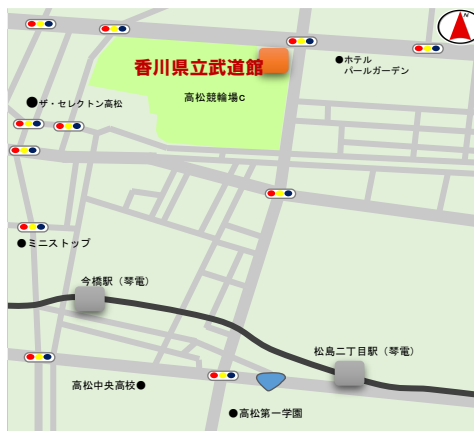 N
香川県立武道館
ホテル
パールガーデン
高松競輪場c
ザ・セレクトン高松
ミニストップ
今橋駅（琴電）
松島二丁目駅（琴電）
高松中央高校
高松第一学園